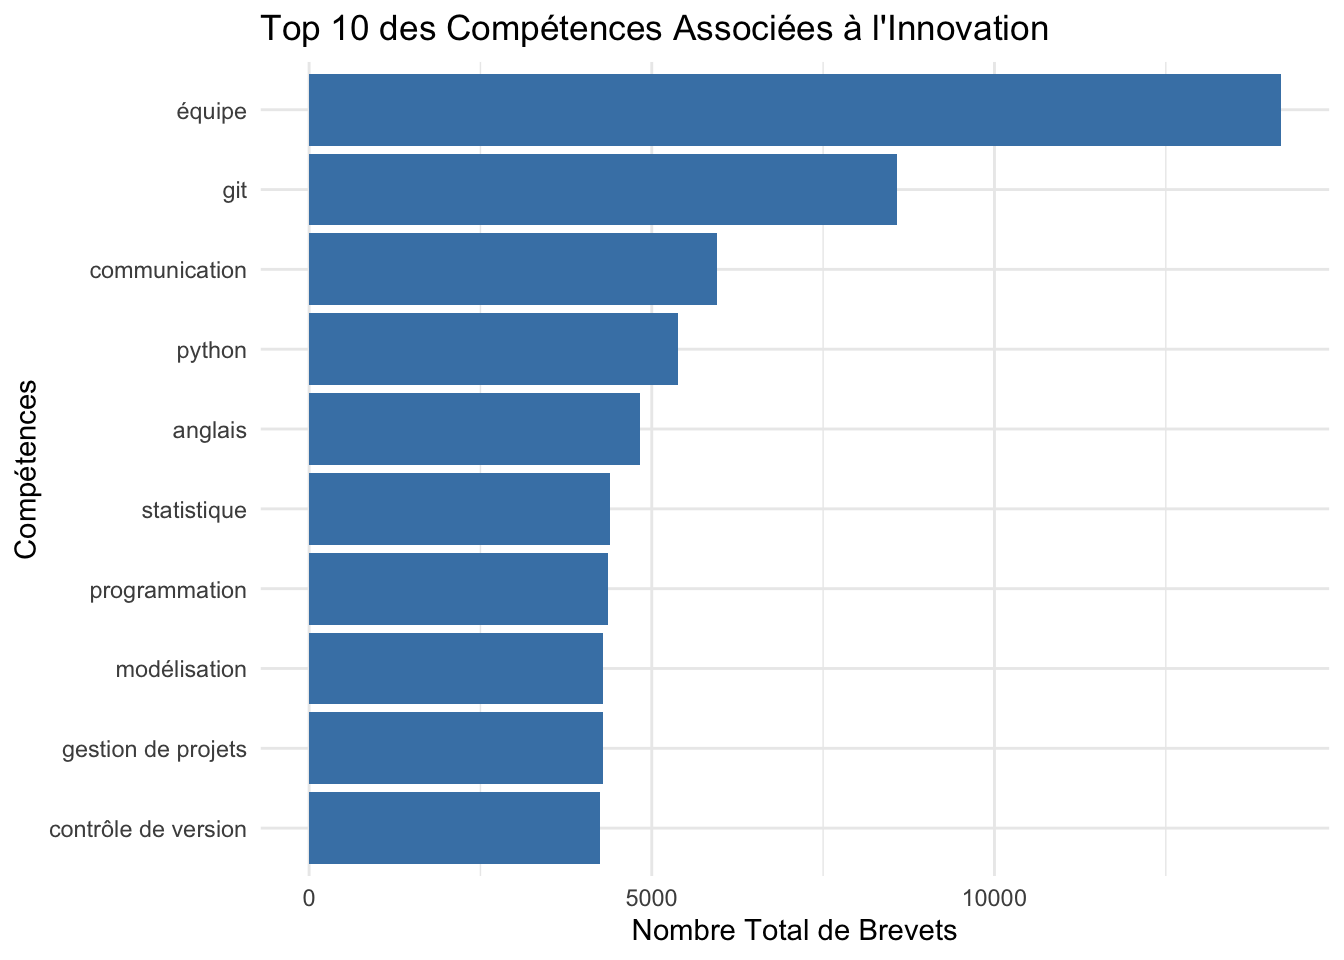 Top 10 des Compétences Associées à l'Innovation
Compétences
équipe
git
communication
python
anglais
statistique
programmation
modélisation
gestion de projets
contrôle de version
0 5000 10000
Nombre Total de Brevets